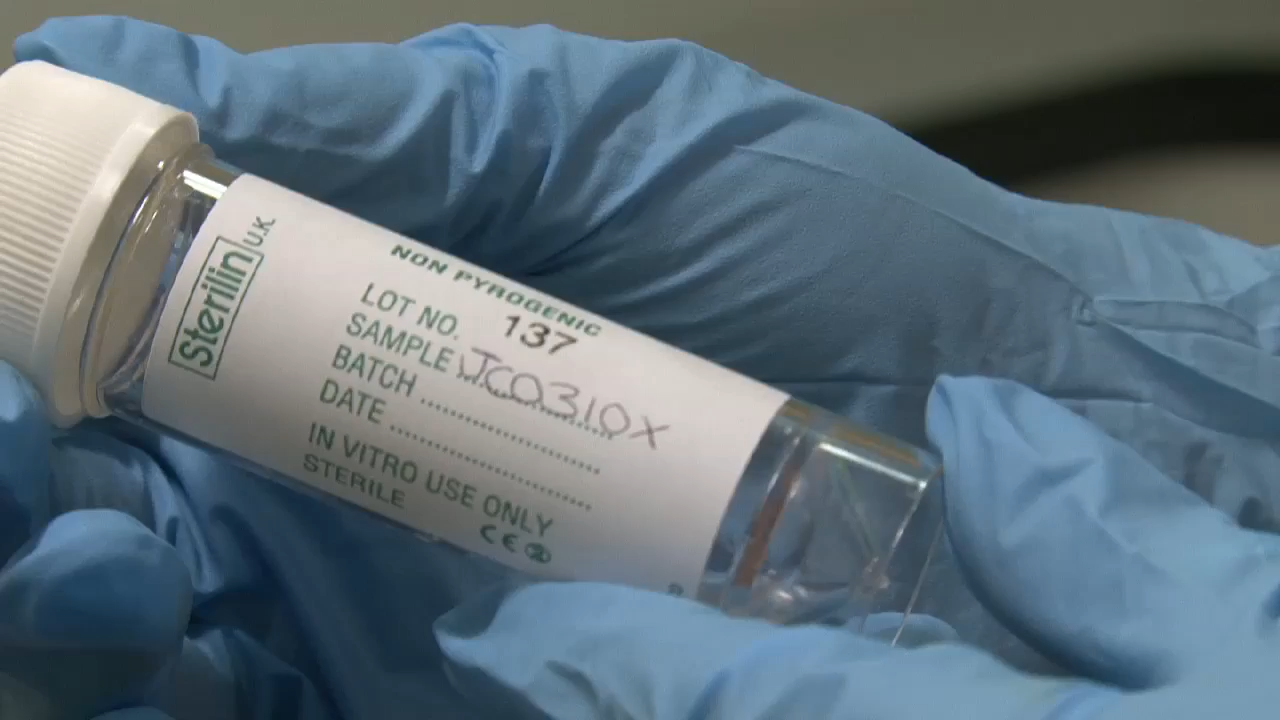 Sterilin U.K
NON PYROGENIC
LOT NO. 137
SAMPLE JC0310X
BATCH
DATE
IN VITRO USE ONLY
STERILE
CE